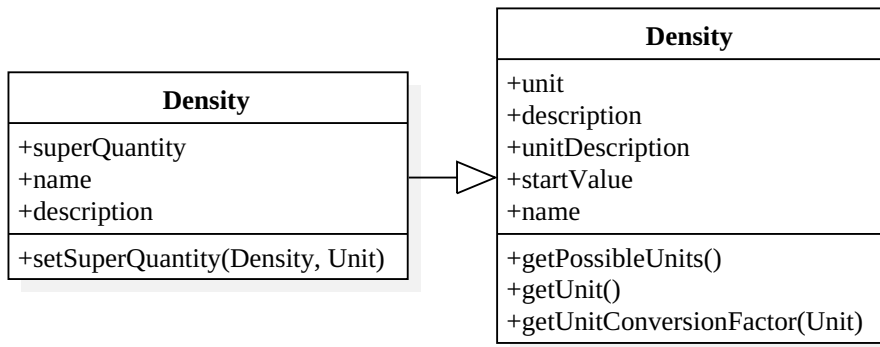 Density
+superQuantity
+name
+description
+setSuperQuantity(Density, Unit)
Density
+unit
+description
+unitDescription
+startValue
+name
+getPossibleUnits()
+getUnit()
+getUnitConversionFactor(Unit)